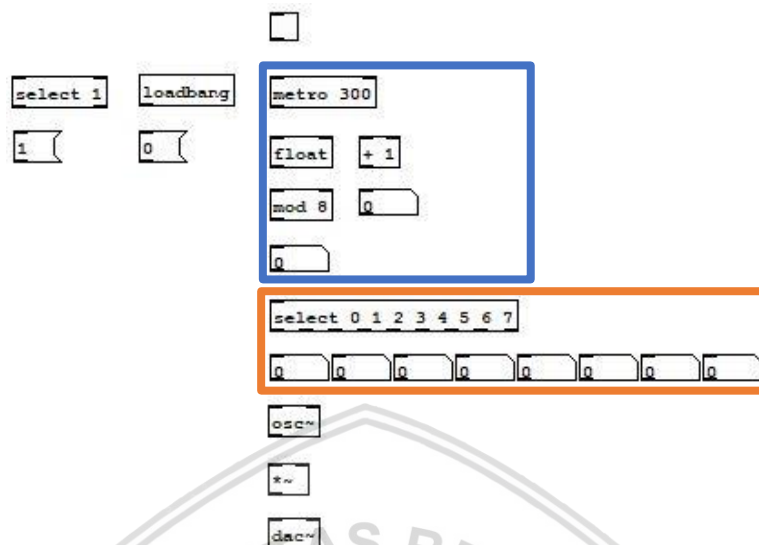 select 1 loadbang metro 300
1 0 float + 1
mod 8 0
0
select 0 1 2 3 4 5 6 7
0 0 0 0 0 0 0 0
osc~
*~
dac~